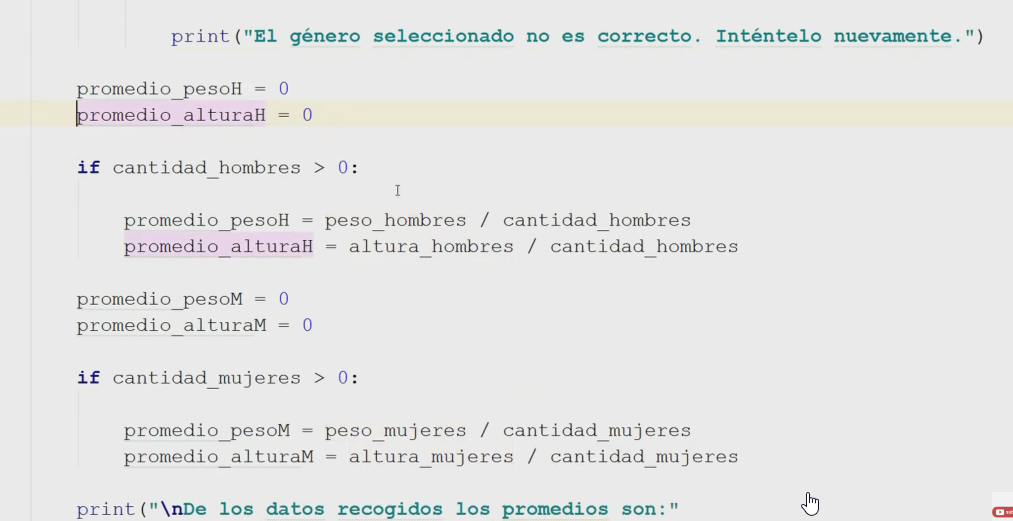 print("El género seleccionado no es correcto. Inténtelo nuevamente.")
promedio_pesoH = 0
promedio_alturaH = 0
if cantidad_hombres > 0:
promedio_pesoH = peso_hombres / cantidad_hombres
promedio_alturaH = altura_hombres / cantidad_hombres
promedio_pesoM = 0
promedio_alturaM = 0
if cantidad_mujeres > 0:
promedio_pesoM = peso_mujeres / cantidad_mujeres
promedio_alturaM = altura_mujeres / cantidad_mujeres
print("\nDe los datos recogidos los promedios son:"